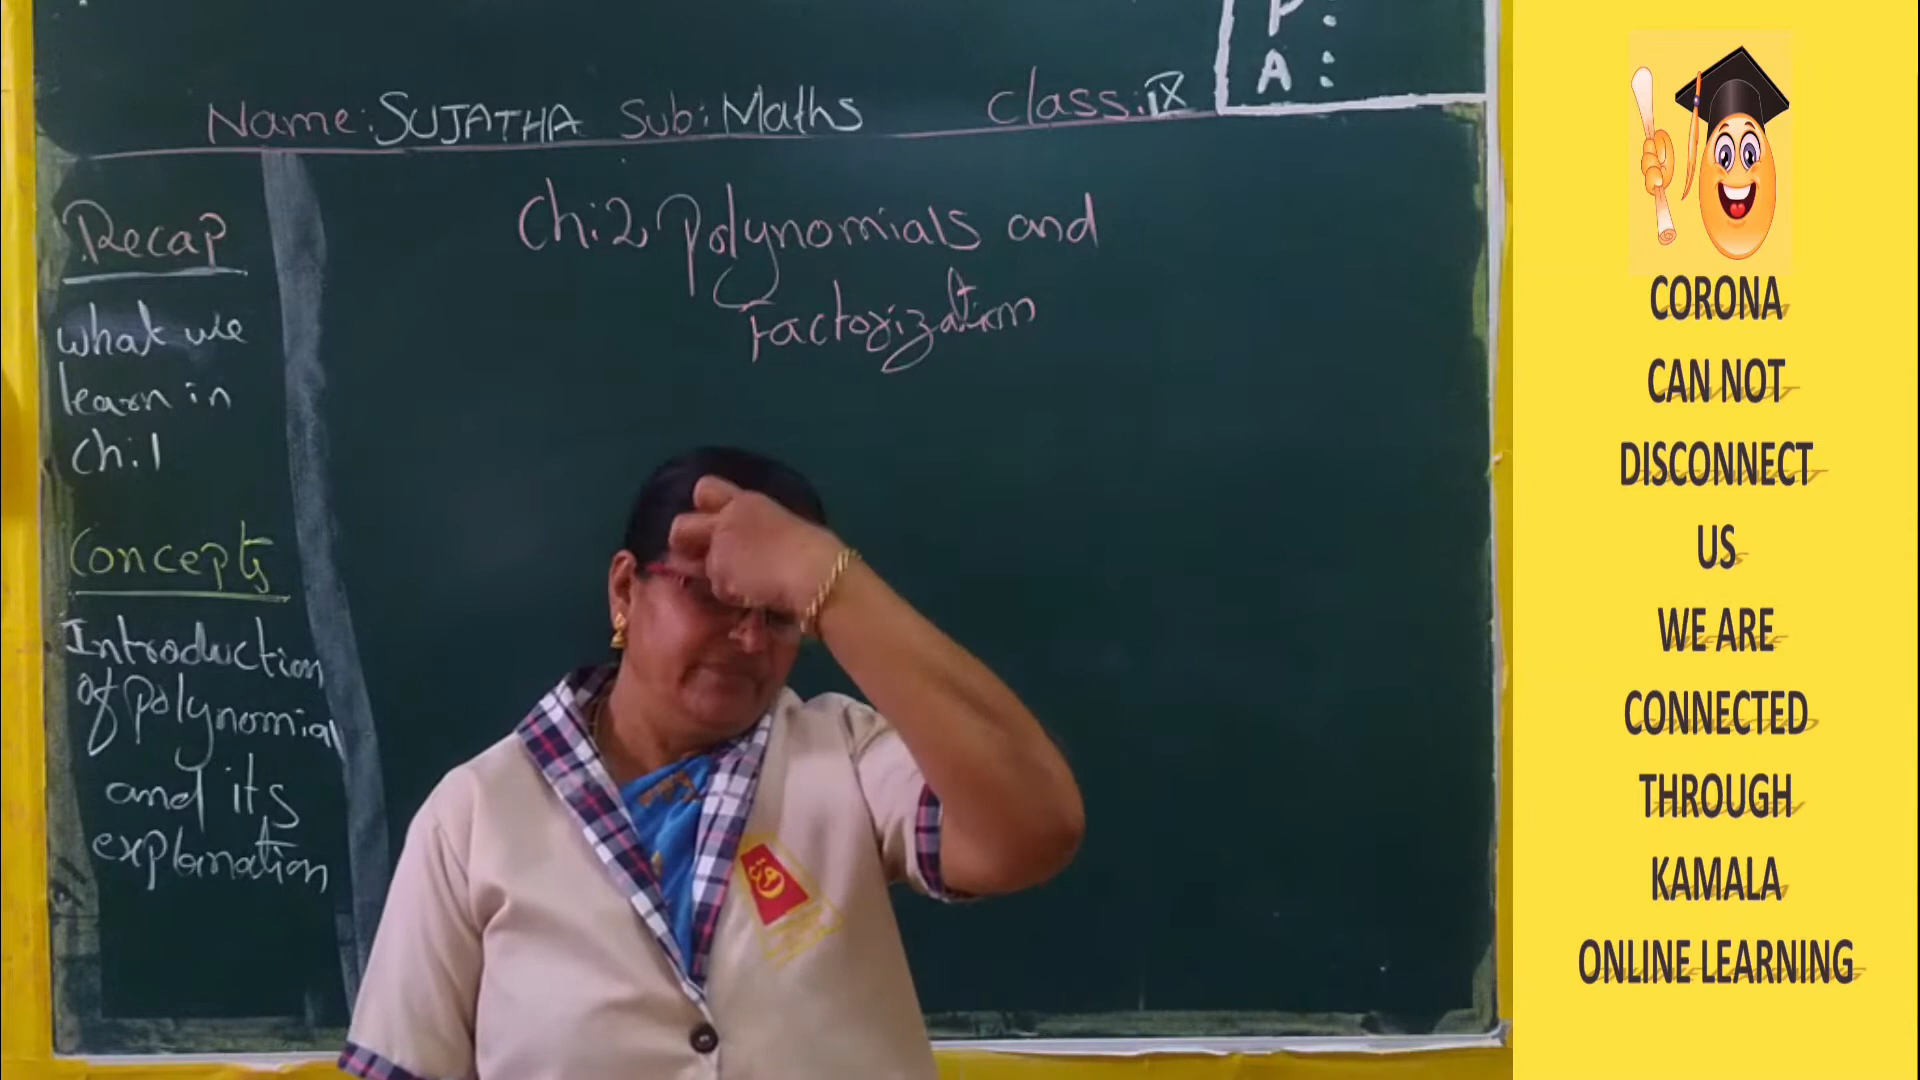 P:
A:
Name: SUJATHA Sub: Maths Class: IX
Recap
what we
learn in
Ch:1
Concepts
Introduction
of polynomial
and its
explanation
Ch:2 Polynomials and
Factorization
CORONA
CAN NOT
DISCONNECT
US
WE ARE
CONNECTED
THROUGH
KAMALA
ONLINE LEARNING